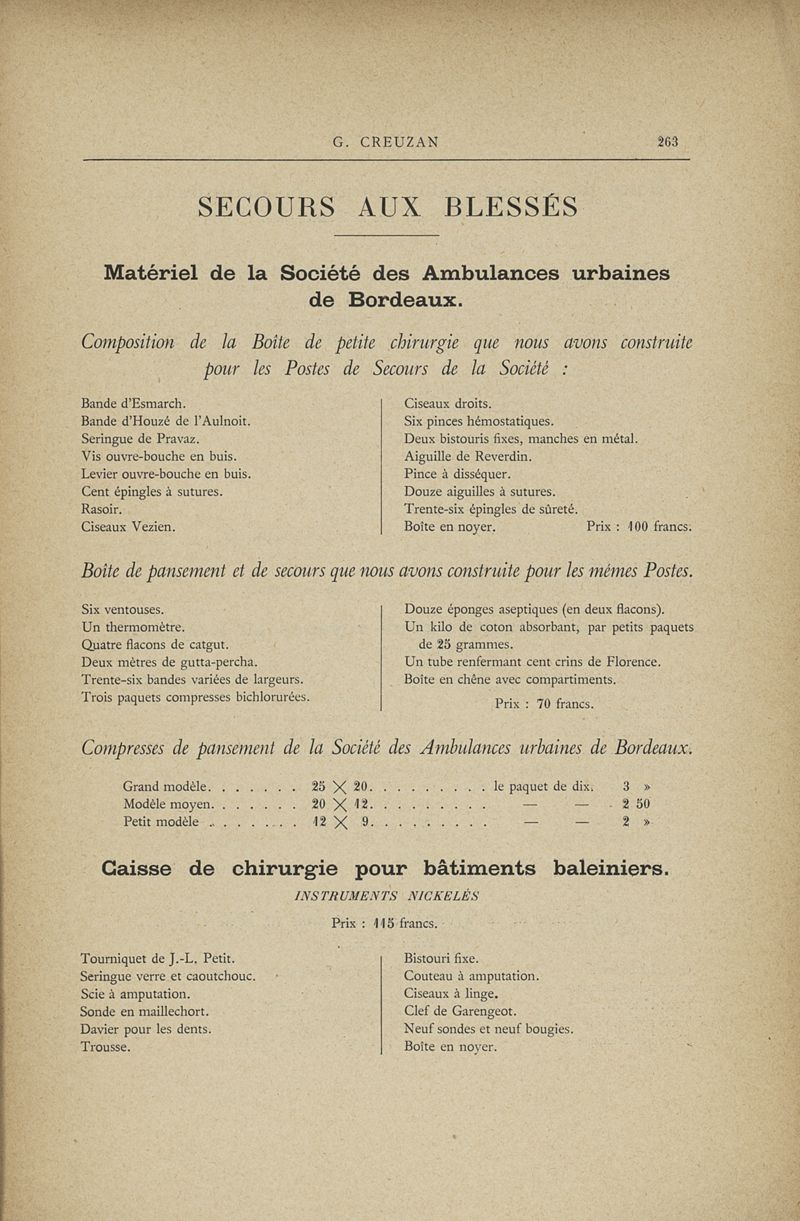 G. CREUZAN 263
SECOURS AUX BLESSÉS
Matériel de la Société des Ambulances urbaines
de Bordeaux.
Composition de la Boîte de petite chirurgie que nous avons construite
pour les Postes de Secours de la Société :
Bande d'Esmarch.
Bande d'Houzé de l'Aulnoit.
Seringue de Pravaz.
Vis ouvre-bouche en buis.
Levier ouvre-bouche en buis.
Cent épingles à sutures.
Rasoir.
Ciseaux Vezien.
Ciseaux droits.
Six pinces hémostatiques.
Deux bistouris fixes, manches en métal.
Aiguille de Reverdin.
Pince à disséquer.
Douze aiguilles à sutures.
Trente-six épingles de sûreté.
Boîte en noyer. Prix : 100 francs.
Boîte de pansement et de secours que nous avons construite pour les mêmes Postes.
Six ventouses.
Un thermomètre.
Quatre flacons de catgut.
Deux mètres de gutta-percha.
Trente-six bandes variées de largeurs.
Trois paquets compresses bichlorurées.
Douze éponges aseptiques (en deux flacons).
Un kilo de coton absorbant, par petits paquets
de 25 grammes.
Un tube renfermant cent crins de Florence.
Boîte en chêne avec compartiments.
Prix : 70 francs.
Compresses de pansement de la Société des Ambulances urbaines de Bordeaux.
Grand modèle. . . . . . . 25 X 20. . . . . . . . . le paquet de dix. 3 »
Modèle moyen. . . . . . . 20 X 12. . . . . . . . . — — 2 50
Petit modèle . . . . . . . 12 X 9. . . . . . . . . — — 2 »
Caisse de chirurgie pour bâtiments baleiniers.
INSTRUMENTS NICKELÉS
Prix : 115 francs.
Tourniquet de J.-L. Petit.
Seringue verre et caoutchouc.
Scie à amputation.
Sonde en maillechort.
Davier pour les dents.
Trousse.
Bistouri fixe.
Couteau à amputation.
Ciseaux à linge.
Clef de Garengeot.
Neuf sondes et neuf bougies.
Boîte en noyer.